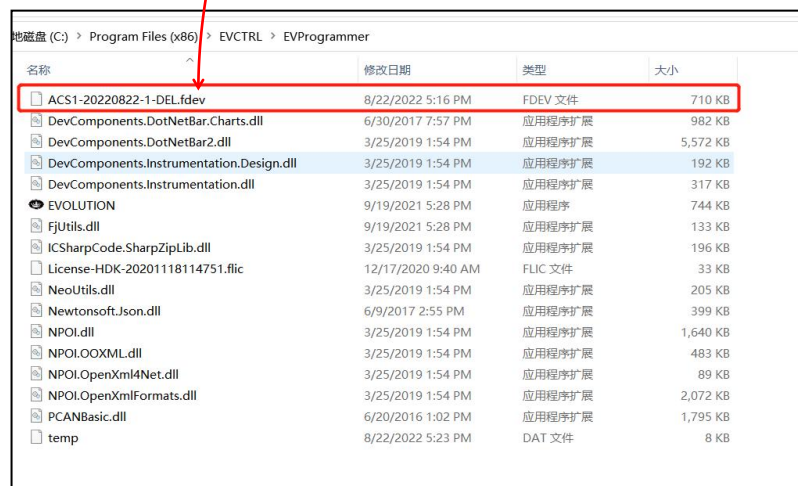 地磁盘 (C:) › Program Files (x86) › EVCTRL › EVProgrammer
名称 修改日期 类型 大小
ACS1-20220822-1-DEL.fdev 8/22/2022 5:16 PM FDEV 文件 710 KB
DevComponents.DotNetBar.Charts.dll 6/30/2017 7:57 PM 应用程序扩展 982 KB
DevComponents.DotNetBar2.dll 3/25/2019 1:54 PM 应用程序扩展 5,572 KB
DevComponents.Instrumentation.Design.dll 3/25/2019 1:54 PM 应用程序扩展 192 KB
DevComponents.Instrumentation.dll 3/25/2019 1:54 PM 应用程序扩展 317 KB
EVOLUTION 9/19/2021 5:28 PM 应用程序 744 KB
FjUtils.dll 9/19/2021 5:28 PM 应用程序扩展 133 KB
ICSharpCode.SharpZipLib.dll 3/25/2019 1:54 PM 应用程序扩展 196 KB
License-HDK-20201118114751.flic 12/17/2020 9:40 AM FLIC 文件 33 KB
NeoUtils.dll 3/25/2019 1:54 PM 应用程序扩展 205 KB
Newtonsoft.Json.dll 6/9/2017 2:55 PM 应用程序扩展 399 KB
NPOI.dll 3/25/2019 1:54 PM 应用程序扩展 1,640 KB
NPOI.OOXML.dll 3/25/2019 1:54 PM 应用程序扩展 483 KB
NPOI.OpenXml4Net.dll 3/25/2019 1:54 PM 应用程序扩展 89 KB
NPOI.OpenXmlFormats.dll 3/25/2019 1:54 PM 应用程序扩展 2,072 KB
PCANBasic.dll 6/20/2016 1:02 PM 应用程序扩展 1,795 KB
temp 8/22/2022 5:23 PM DAT 文件 8 KB